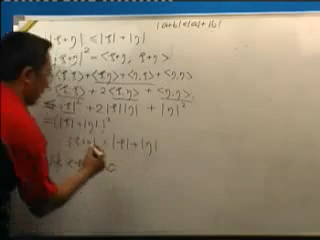 |a+b| ≤ |a|+|b|
|ξ+η| ≤ |ξ|+|η|
|ξ+η|² = <ξ+η, ξ+η>
<ξ,ξ>+<ξ,η>+<η,ξ>+<η,η>
<ξ,ξ>+2<ξ,η>+<η,η>
≤ |ξ|²+2|ξ||η|+|η|²
=(|ξ|+|η|)²
|ξ|+|η|